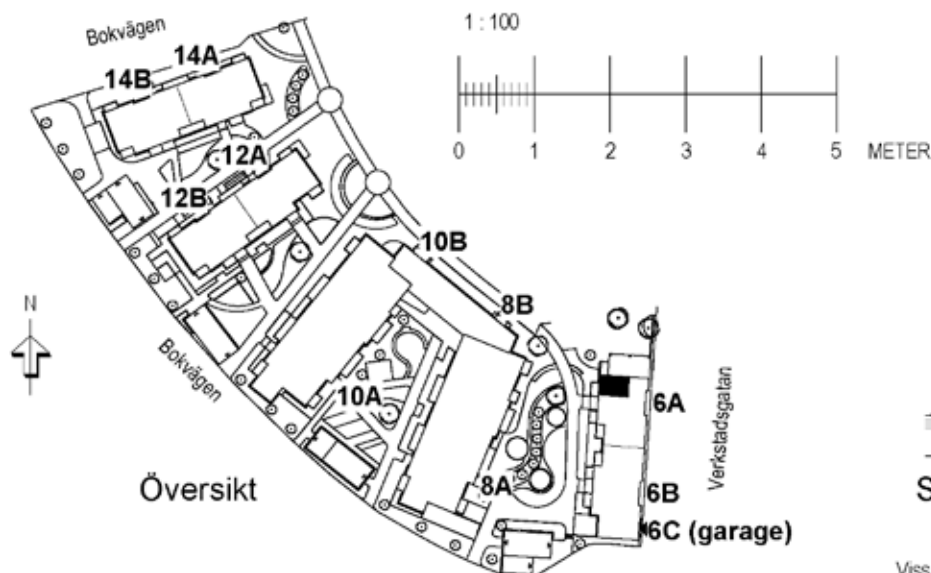 Bokvägen
14A
14B
12A
12B
10B
8B
10A
8A
6A
6B
6C (garage)
Bokvägen
Verkstadsgatan
N
Översikt
1 : 100
0 1 2 3 4 5 METER
S
Viss